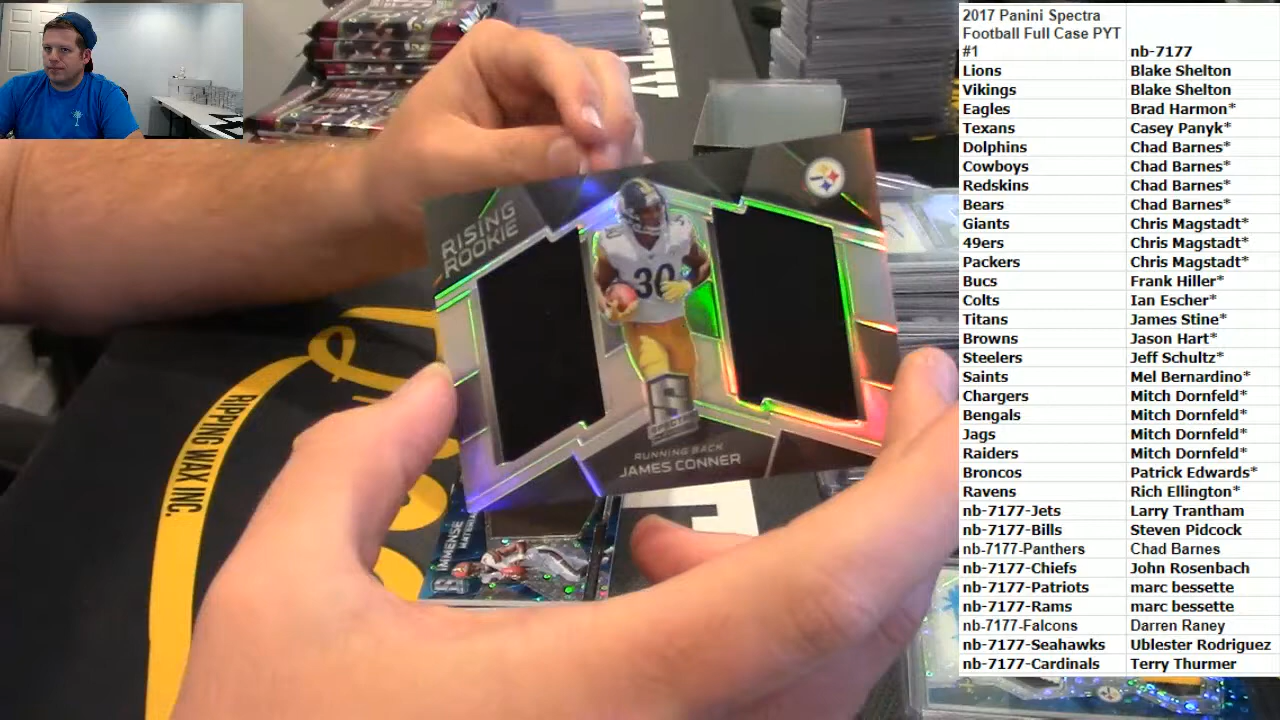 2017 Panini Spectra
Football Full Case PYT
#1 nb-7177
Lions Blake Shelton
Vikings Blake Shelton
Eagles Brad Harmon*
Texans Casey Panyk*
Dolphins Chad Barnes*
Cowboys Chad Barnes*
Redskins Chad Barnes*
Bears Chad Barnes*
Giants Chris Magstadt*
49ers Chris Magstadt*
Packers Chris Magstadt*
Bucs Frank Hiller*
Colts Ian Escher*
Titans James Stine*
Browns Jason Hart*
Steelers Jeff Schultz*
Saints Mel Bernardino*
Chargers Mitch Dornfeld*
Bengals Mitch Dornfeld*
Jags Mitch Dornfeld*
Raiders Mitch Dornfeld*
Broncos Patrick Edwards*
Ravens Rich Ellington*
nb-7177-Jets Larry Trantham
nb-7177-Bills Steven Pidcock
nb-7177-Panthers Chad Barnes
nb-7177-Chiefs John Rosenbach
nb-7177-Patriots marc bessette
nb-7177-Rams marc bessette
nb-7177-Falcons Darren Raney
nb-7177-Seahawks Ublester Rodriguez
nb-7177-Cardinals Terry Thurmer
RISING
ROOKIE
30
Steelers
RUNNING BACK
JAMES CONNER
RIPPING WAX INC.
IMMENSE